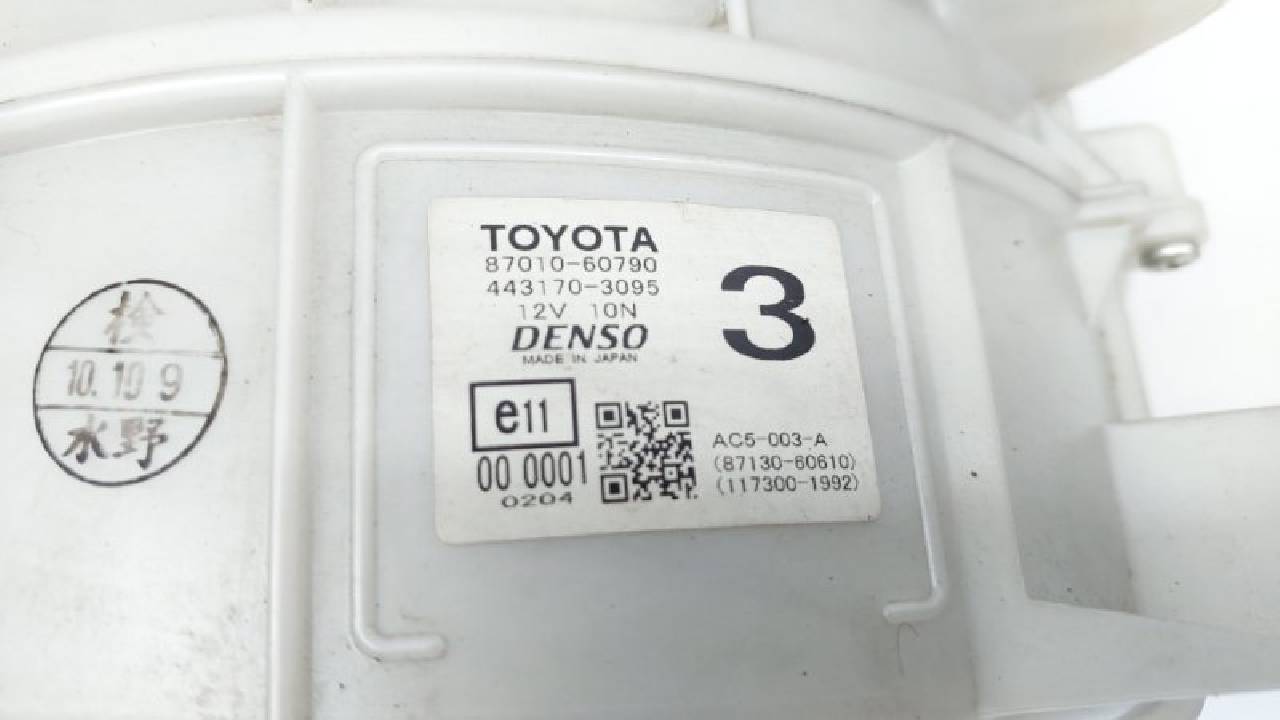 TOYOTA
87010-60790
443170-3095
12V 10N
DENSO
MADE IN JAPAN
3
e11
00 0001
0204
AC5-003-A
(87130-60610)
(117300-1992)
検
10.10 9
水野